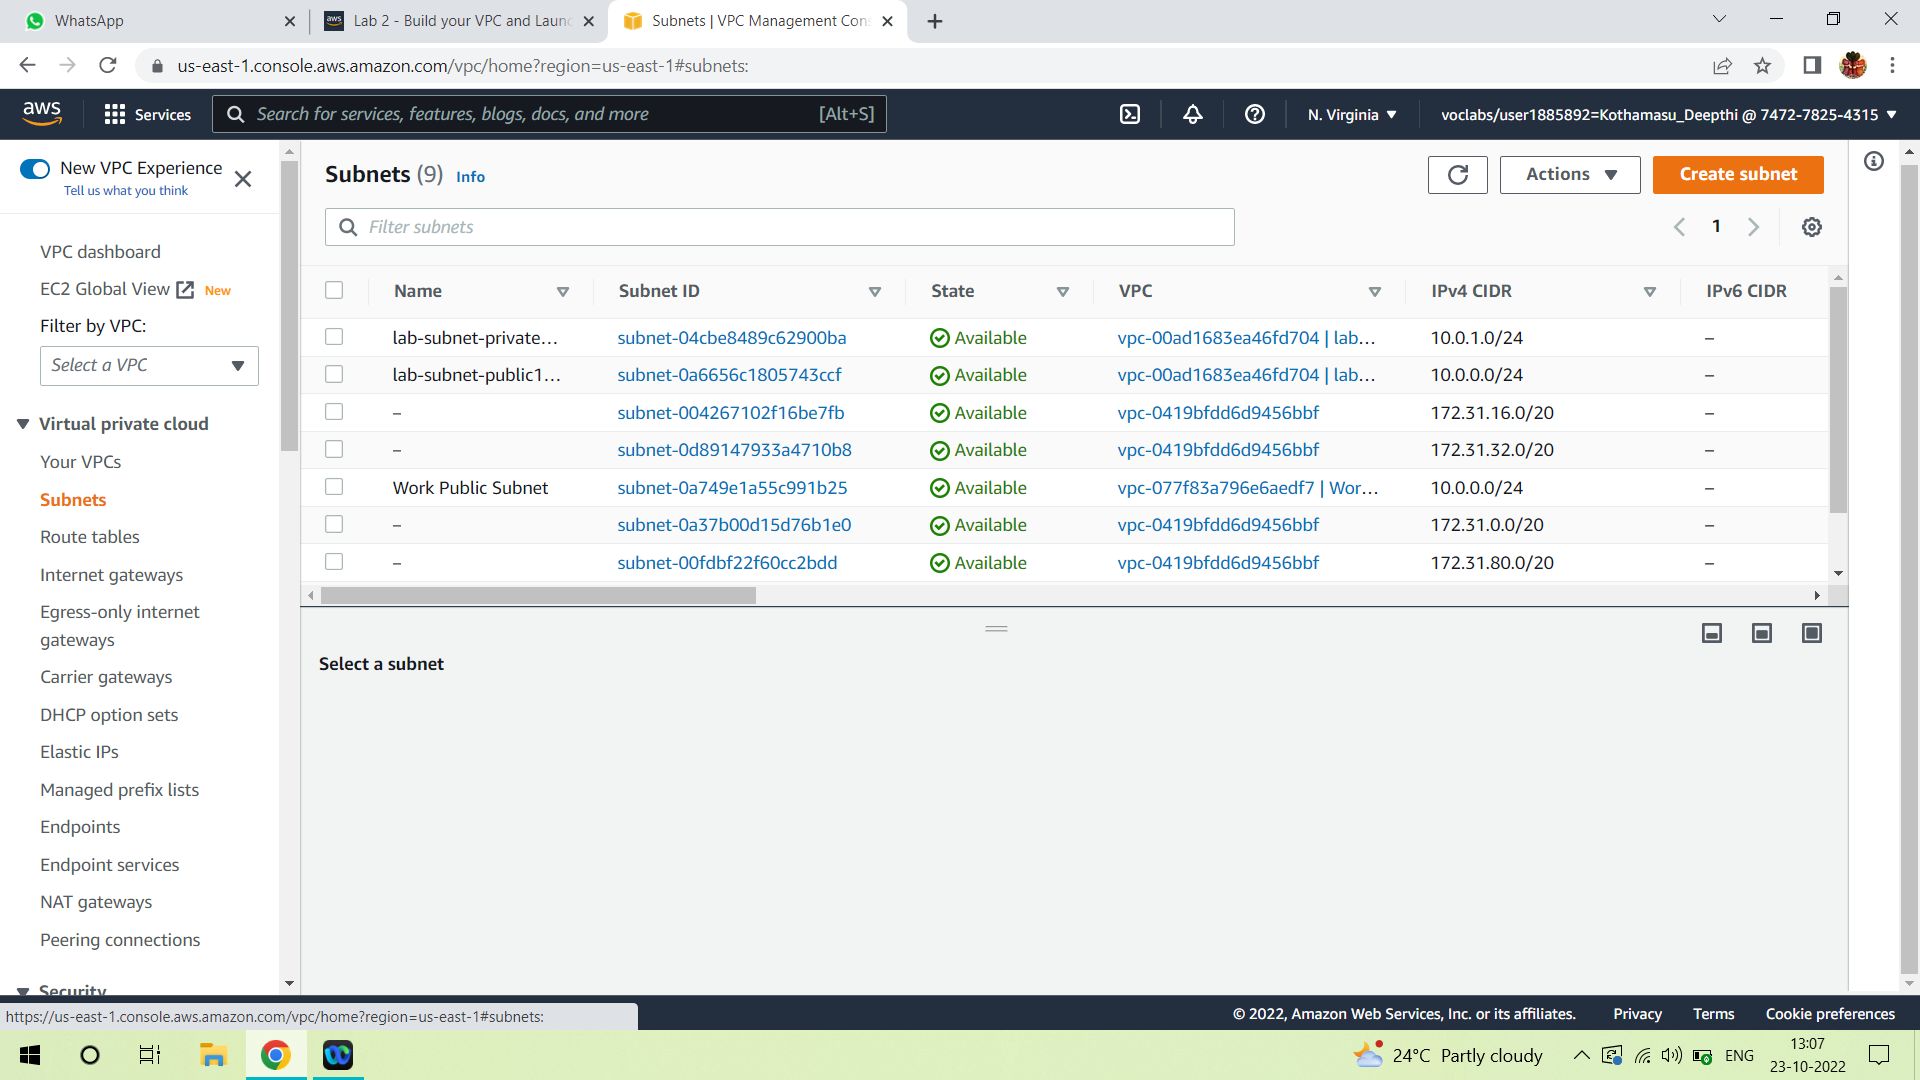 WhatsApp
aws Lab 2 - Build your VPC and Laun
Subnets | VPC Management Con
us-east-1.console.aws.amazon.com/vpc/home?region=us-east-1#subnets:
aws Services Search for services, features, blogs, docs, and more [Alt+S] N. Virginia voclabs/user1885892=Kothamasu_Deepthi @ 7472-7825-4315
New VPC Experience
Tell us what you think
VPC dashboard
EC2 Global View New
Filter by VPC:
Select a VPC
Virtual private cloud
Your VPCs
Subnets
Route tables
Internet gateways
Egress-only internet
gateways
Carrier gateways
DHCP option sets
Elastic IPs
Managed prefix lists
Endpoints
Endpoint services
NAT gateways
Peering connections
Security
Subnets (9) Info Actions Create subnet
Filter subnets 1
Name Subnet ID State VPC IPv4 CIDR IPv6 CIDR
lab-subnet-private… subnet-04cbe8489c62900ba Available vpc-00ad1683ea46fd704 | lab… 10.0.1.0/24 –
lab-subnet-public1… subnet-0a6656c1805743ccf Available vpc-00ad1683ea46fd704 | lab… 10.0.0.0/24 –
– subnet-004267102f16be7fb Available vpc-0419bfdd6d9456bbf 172.31.16.0/20 –
– subnet-0d89147933a4710b8 Available vpc-0419bfdd6d9456bbf 172.31.32.0/20 –
Work Public Subnet subnet-0a749e1a55c991b25 Available vpc-077f83a796e6aedf7 | Wor… 10.0.0.0/24 –
– subnet-0a37b00d15d76b1e0 Available vpc-0419bfdd6d9456bbf 172.31.0.0/20 –
– subnet-00fdbf22f60cc2bdd Available vpc-0419bfdd6d9456bbf 172.31.80.0/20 –
Select a subnet
https://us-east-1.console.aws.amazon.com/vpc/home?region=us-east-1#subnets:
© 2022, Amazon Web Services, Inc. or its affiliates. Privacy Terms Cookie preferences
24°C Partly cloudy ENG 13:07
23-10-2022